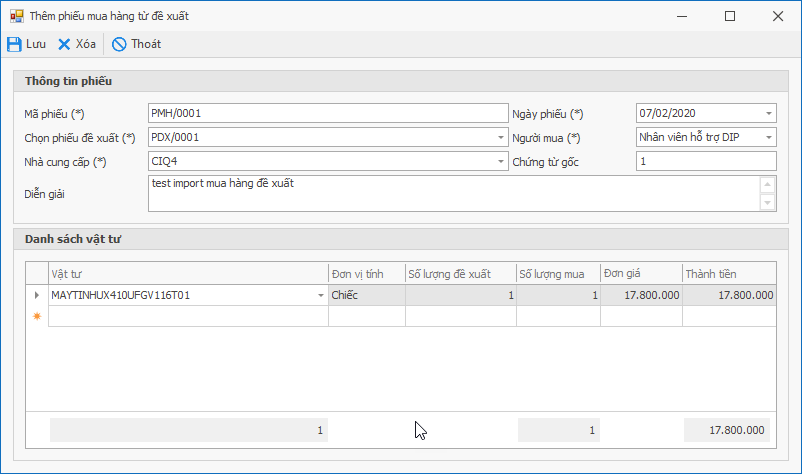 Thêm phiếu mua hàng từ đề xuất
Lưu Xóa Thoát
Thông tin phiếu
Mã phiếu (*) PMH/0001 Ngày phiếu (*) 07/02/2020
Chọn phiếu đề xuất (*) PDX/0001 Người mua (*) Nhân viên hỗ trợ DIP
Nhà cung cấp (*) CIQ4 Chứng từ gốc 1
Diễn giải test import mua hàng đề xuất
Danh sách vật tư
Vật tư Đơn vị tính Số lượng đề xuất Số lượng mua Đơn giá Thành tiền
MAYTINHUX410UFGV116T01 Chiếc 1 1 17.800.000 17.800.000
1 1 17.800.000